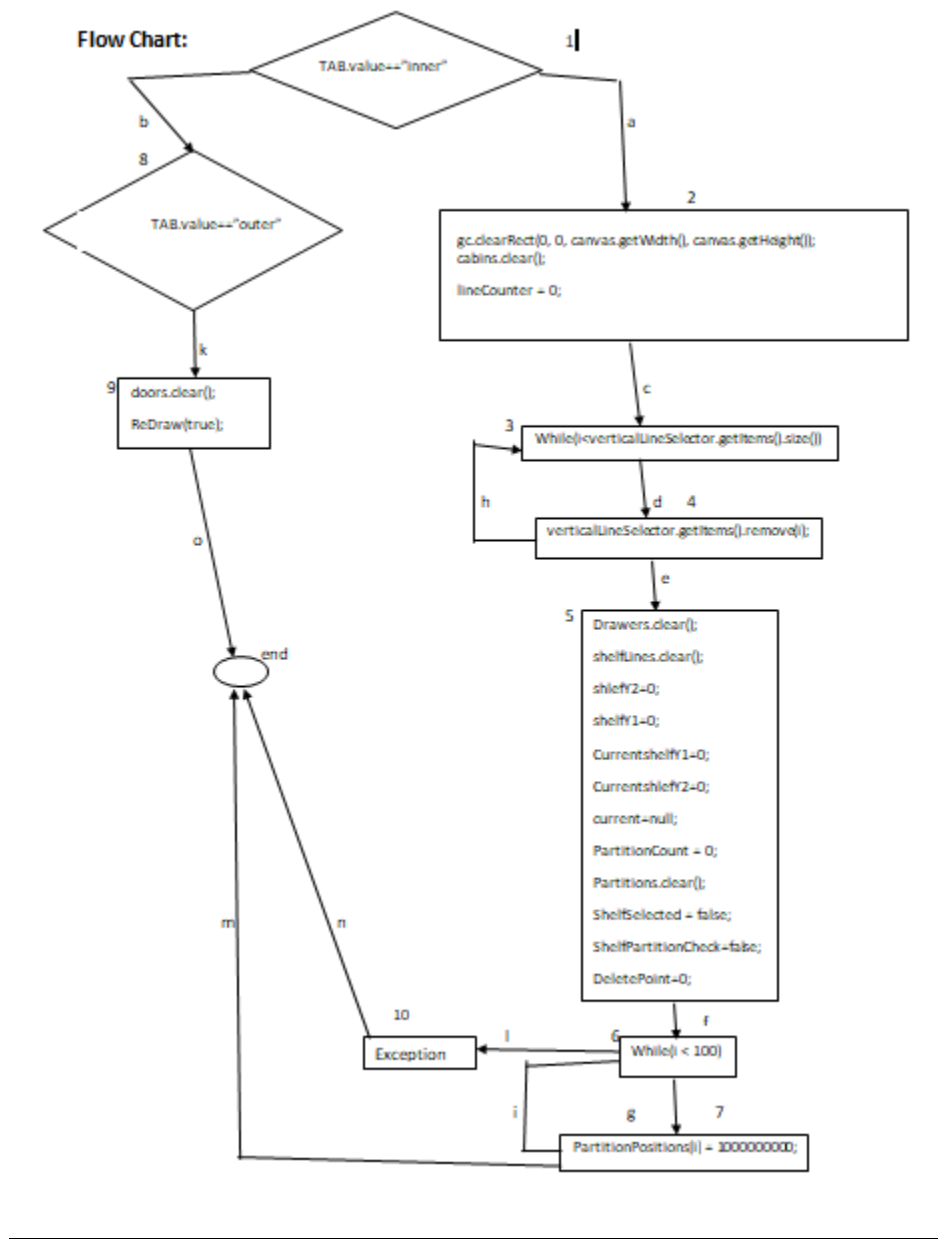 Flow Chart:
1
TAB.value=="inner"
b
a
8
2
TAB.value=="outer"
gc.clearRect(0, 0, canvas.getWidth(), canvas.getHeight());
cabins.clear();
lineCounter = 0;
k
9
doors.clear();
ReDraw(true);
c
3
While(i<verticalLineSelector.getItems().size())
h
d
4
verticalLineSelector.getItems().remove(i);
o
e
5
Drawers.clear();
shelfLines.clear();
shlefY2=0;
shelfY1=0;
CurrentshelfY1=0;
CurrentshlefY2=0;
current=null;
PartitionCount = 0;
Partitions.clear();
ShelfSelected = false;
ShelfPartitionCheck=false;
DeletePoint=0;
end
m
n
10
f
l
6
Exception
While(i < 100)
i
g
7
PartitionPositions[i] = 1000000000;